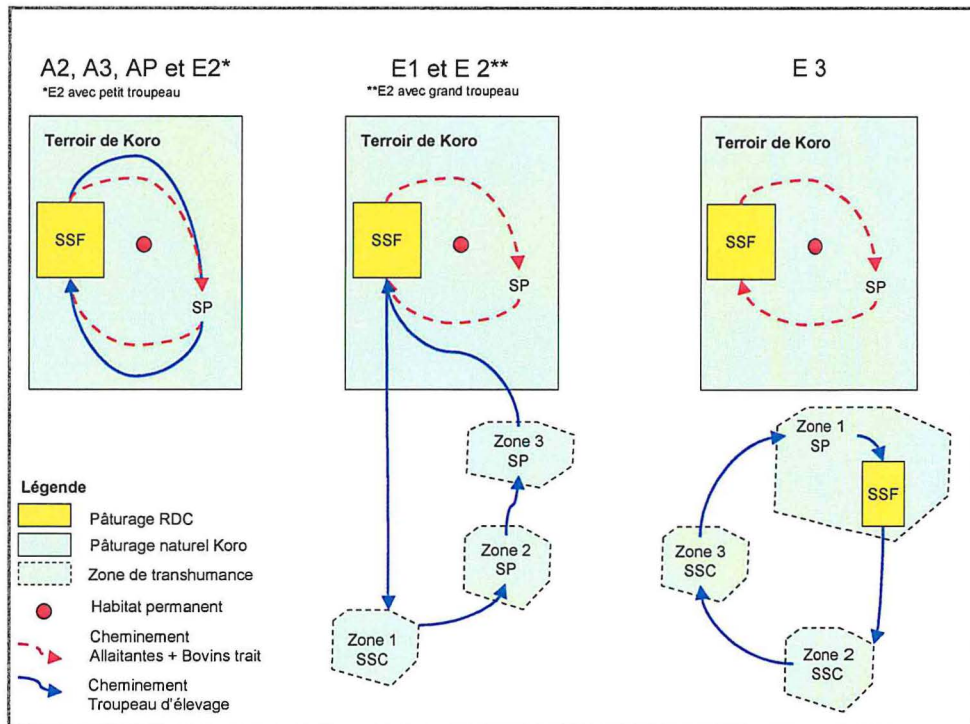 A2, A3, AP et E2*
*E2 avec petit troupeau
Terroir de Koro
SSF
SP
E1 et E 2**
**E2 avec grand troupeau
Terroir de Koro
SSF
SP
Zone 3
SP
Zone 2
SP
Zone 1
SSC
E 3
Terroir de Koro
SSF
SP
Zone 1
SP
SSF
Zone 3
SSC
Zone 2
SSC
Légende
Pâturage RDC
Pâturage naturel Koro
Zone de transhumance
Habitat permanent
Cheminement
Allaitantes + Bovins trait
Cheminement
Troupeau d'élevage